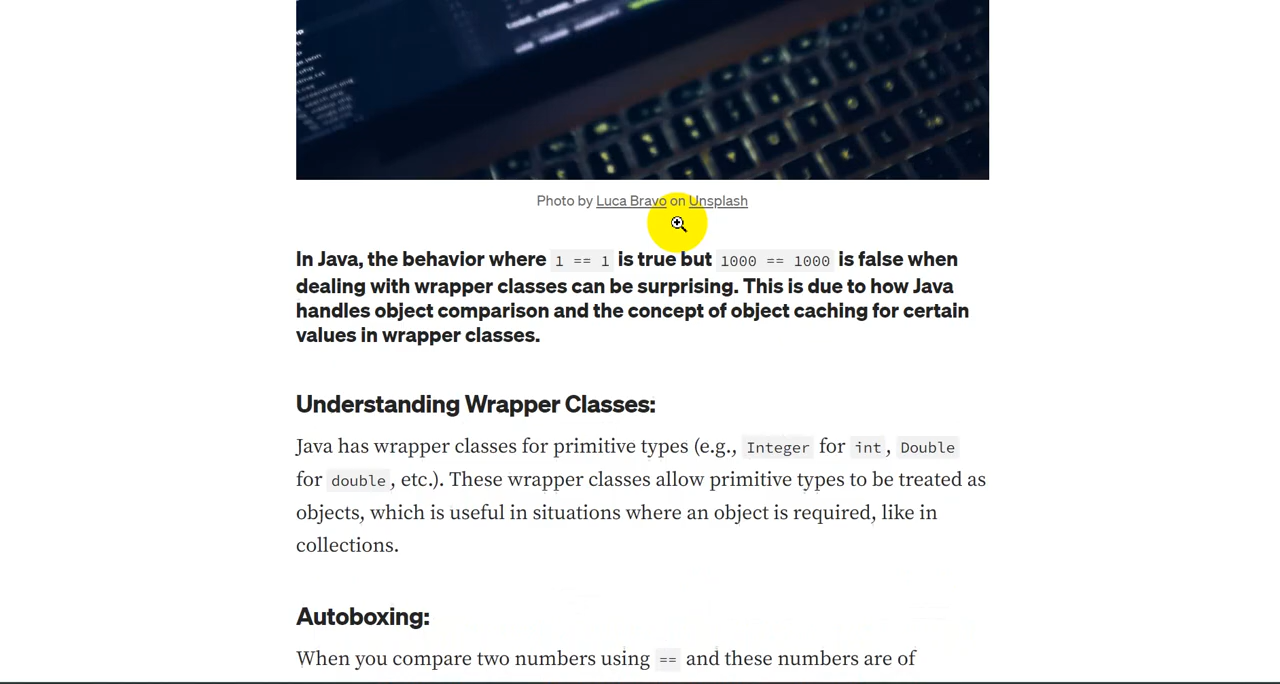 Photo by Luca Bravo on Unsplash
In Java, the behavior where 1 == 1 is true but 1000 == 1000 is false when
dealing with wrapper classes can be surprising. This is due to how Java
handles object comparison and the concept of object caching for certain
values in wrapper classes.
Understanding Wrapper Classes:
Java has wrapper classes for primitive types (e.g., Integer for int, Double
for double, etc.). These wrapper classes allow primitive types to be treated as
objects, which is useful in situations where an object is required, like in
collections.
Autoboxing:
When you compare two numbers using == and these numbers are of